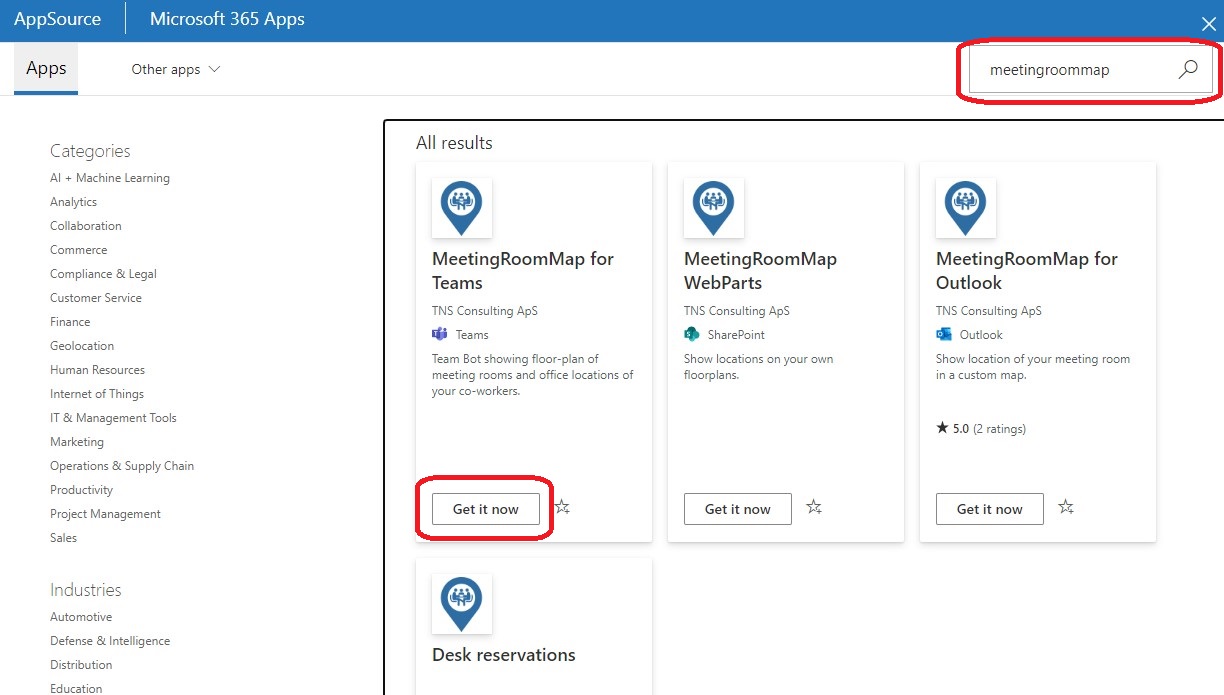 AppSource
Microsoft 365 Apps
Apps
Other apps
meetingroommap
Categories
AI + Machine Learning
Analytics
Collaboration
Commerce
Compliance & Legal
Customer Service
Finance
Geolocation
Human Resources
Internet of Things
IT & Management Tools
Marketing
Operations & Supply Chain
Productivity
Project Management
Sales
Industries
Automotive
Defense & Intelligence
Distribution
Education
All results
MeetingRoomMap for
Teams
TNS Consulting ApS
Teams
Team Bot showing floor-plan of
meeting rooms and office locations of
your co-workers.
Get it now
MeetingRoomMap
WebParts
TNS Consulting ApS
SharePoint
Show locations on your own
floorplans.
Get it now
MeetingRoomMap for
Outlook
TNS Consulting ApS
Outlook
Show location of your meeting room
in a custom map.
5.0 (2 ratings)
Get it now
Desk reservations